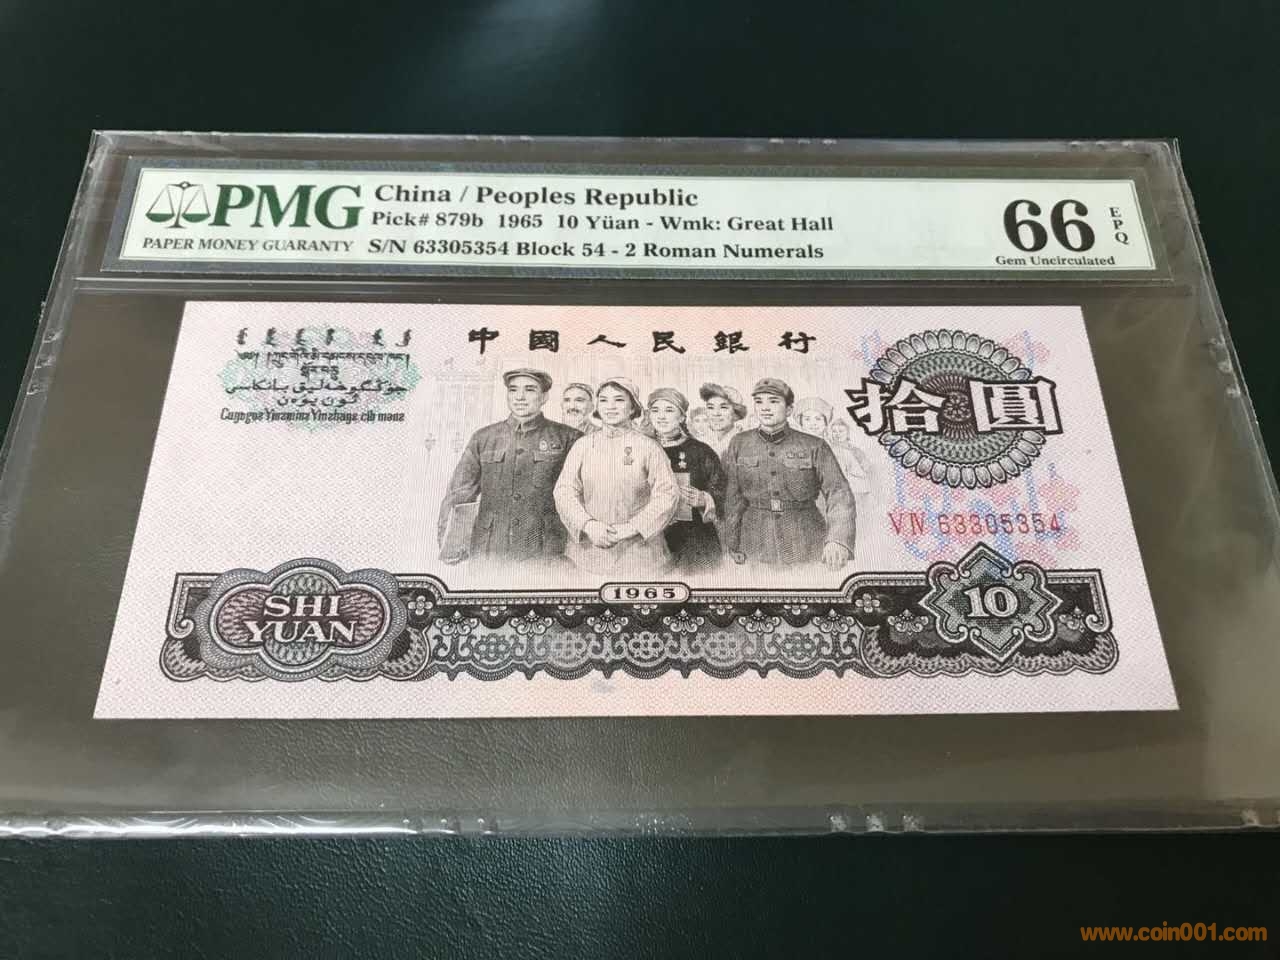 PMG
PAPER MONEY GUARANTY
China / Peoples Republic
Pick# 879b 1965 10 Yüan - Wmk: Great Hall
S/N 63305354 Block 54 - 2 Roman Numerals
66
EPQ
Gem Uncirculated
中國人民銀行
拾圓
VIV 63305354
1965
SHI
YUAN
10
www.coin001.com